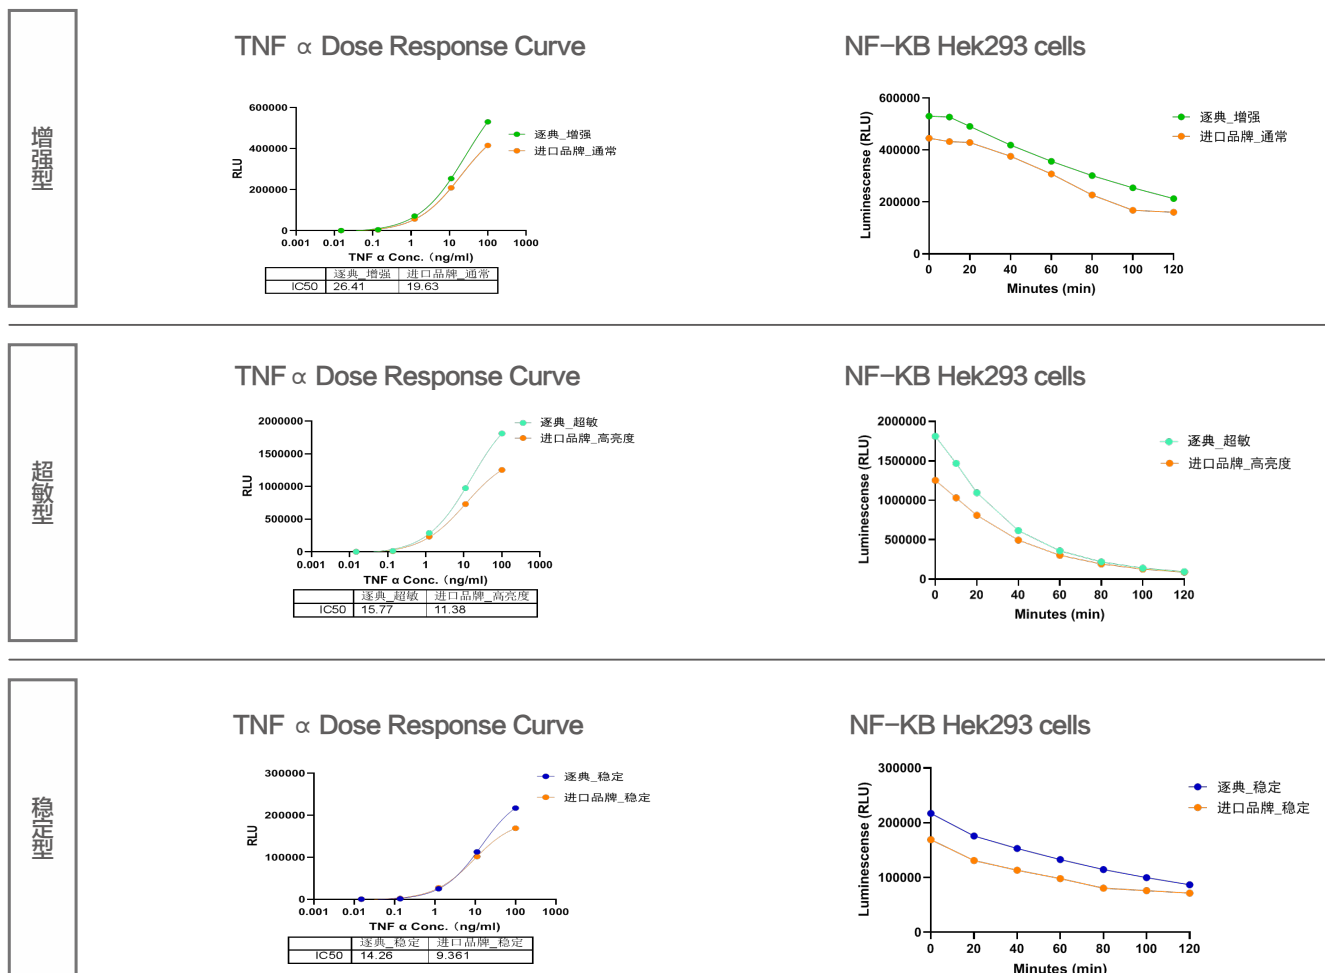 增强型
TNF α Dose Response Curve
600000
400000
200000
0
RLU
0.001 0.01 0.1 1 10 100 1000
TNF α Conc. (ng/ml)
逐典_增强
进口品牌_通常
逐典_增强 进口品牌_通常
IC50 26.41 19.63
NF-KB Hek293 cells
600000
400000
200000
0
Luminescense (RLU)
0 20 40 60 80 100 120
Minutes (min)
逐典_增强
进口品牌_通常
超敏型
TNF α Dose Response Curve
2000000
1500000
1000000
500000
0
RLU
0.001 0.01 0.1 1 10 100 1000
TNF α Conc. (ng/ml)
逐典_超敏
进口品牌_高亮度
逐典_超敏 进口品牌_高亮度
IC50 15.77 11.38
NF-KB Hek293 cells
2000000
1500000
1000000
500000
0
Luminescense (RLU)
0 20 40 60 80 100 120
Minutes (min)
逐典_超敏
进口品牌_高亮度
稳定型
TNF α Dose Response Curve
300000
200000
100000
0
RLU
0.001 0.01 0.1 1 10 100 1000
TNF α Conc. (ng/ml)
逐典_稳定
进口品牌_稳定
逐典_稳定 进口品牌_稳定
IC50 14.26 9.361
NF-KB Hek293 cells
300000
200000
100000
0
Luminescense (RLU)
0 20 40 60 80 100 120
Minutes (min)
逐典_稳定
进口品牌_稳定